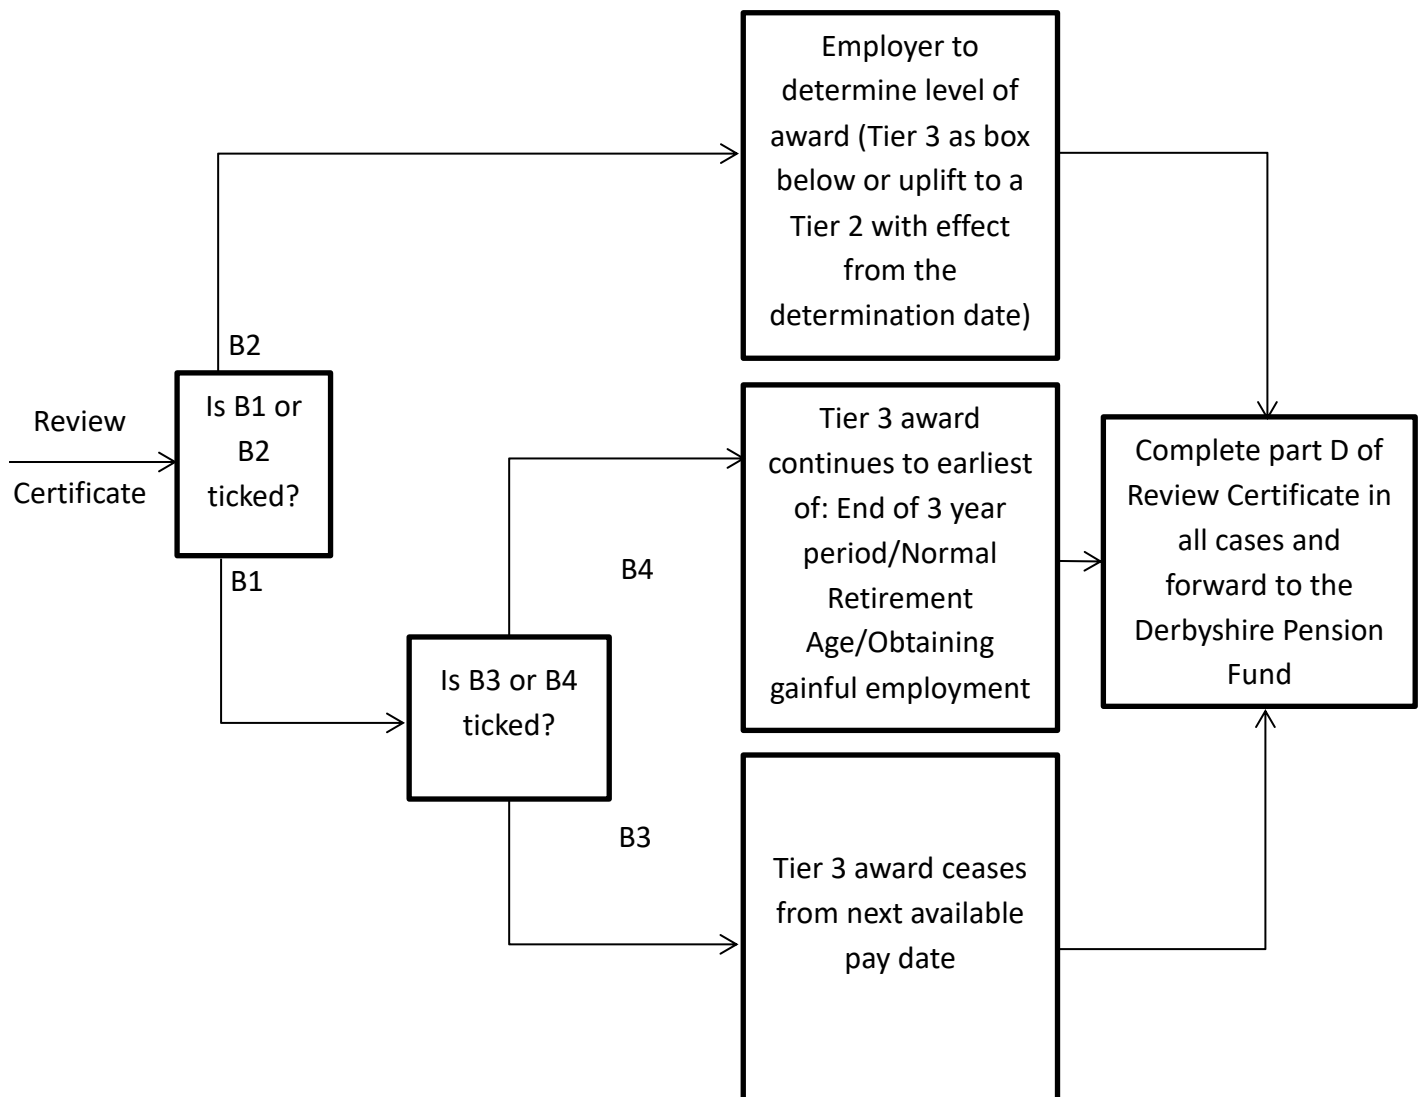 Employer to
determine level of
award (Tier 3 as box
below or uplift to a
Tier 2 with effect
from the
determination date)
B2
Review
Certificate
Is B1 or
B2
ticked?
B1
B4
Is B3 or B4
ticked?
B3
Tier 3 award
continues to earliest
of: End of 3 year
period/Normal
Retirement
Age/Obtaining
gainful employment
Tier 3 award ceases
from next available
pay date
Complete part D of
Review Certificate in
all cases and
forward to the
Derbyshire Pension
Fund